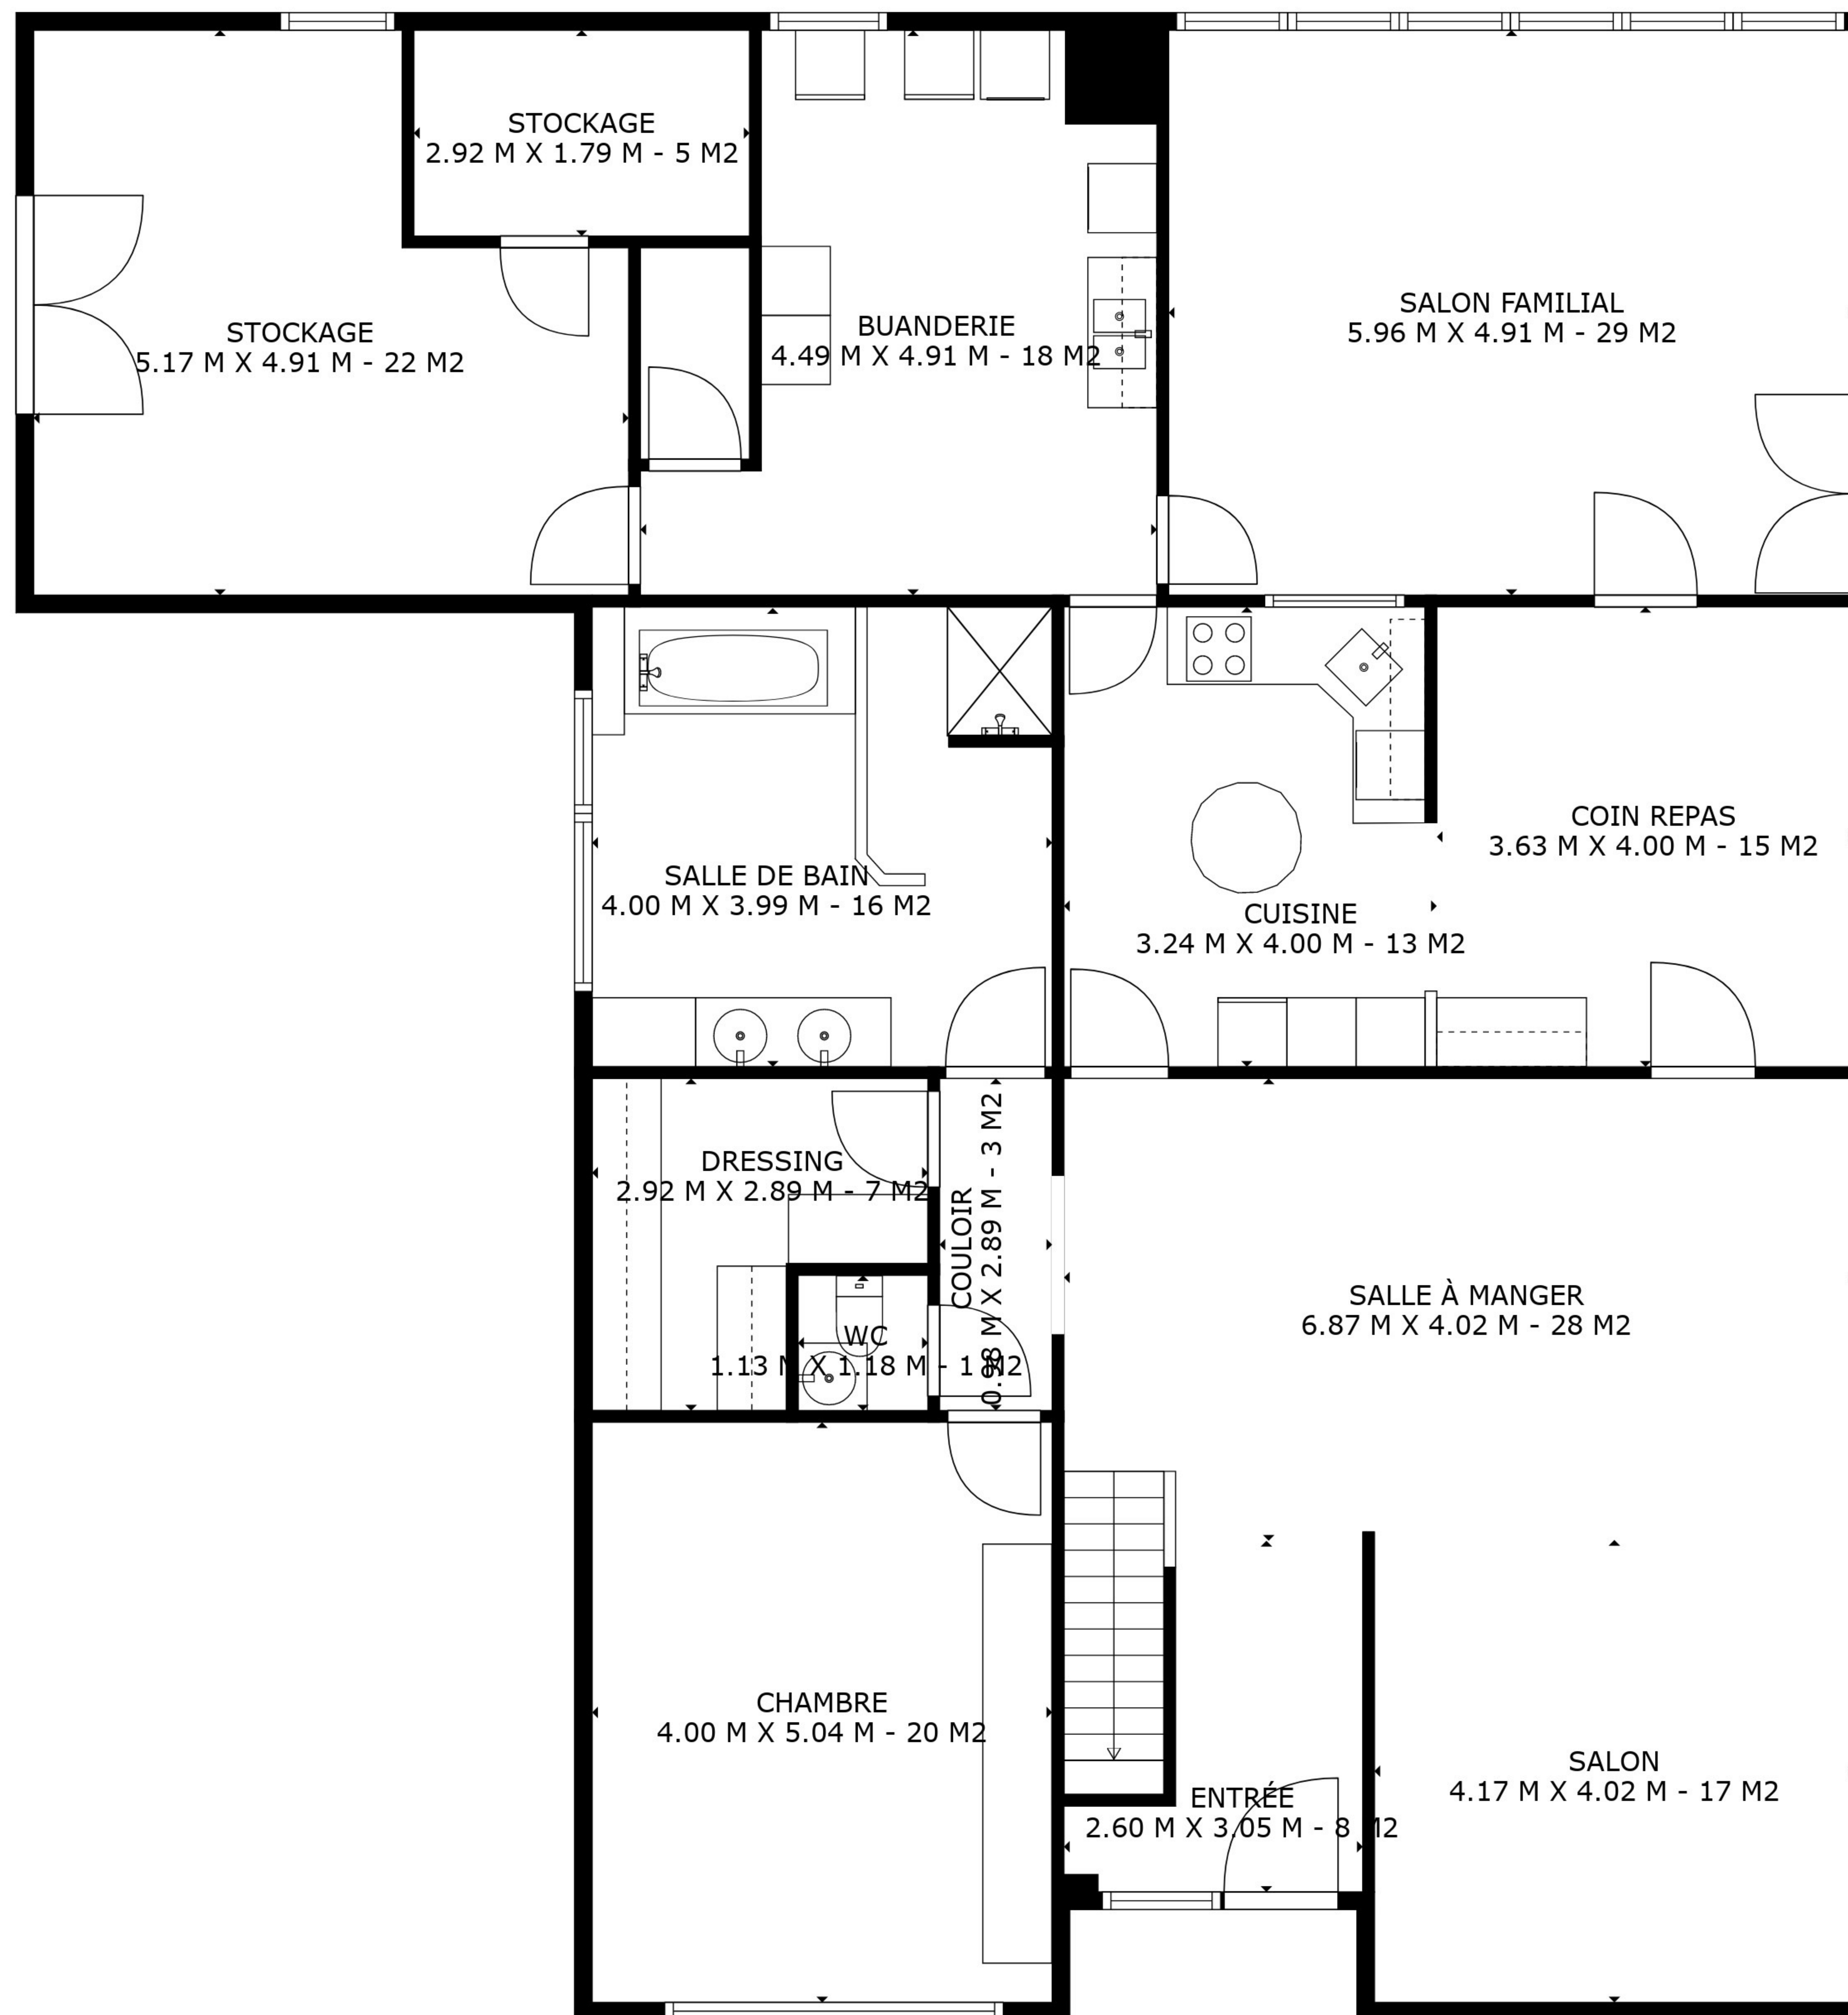 STOCKAGE
2.92 M X 1.79 M - 5 M2
STOCKAGE
5.17 M X 4.91 M - 22 M2
BUANDERIE
4.49 M X 4.91 M - 18 M2
SALON FAMILIAL
5.96 M X 4.91 M - 29 M2
SALLE DE BAIN
4.00 M X 3.99 M - 16 M2
CUISINE
3.24 M X 4.00 M - 13 M2
COIN REPAS
3.63 M X 4.00 M - 15 M2
DRESSING
2.92 M X 2.89 M - 7 M2
COULOIR
0.98 M X 2.89 M - 3 M2
WC
1.13 M X 1.18 M - 1 M2
SALLE À MANGER
6.87 M X 4.02 M - 28 M2
CHAMBRE
4.00 M X 5.04 M - 20 M2
ENTRÉE
2.60 M X 3.05 M - 8 M2
SALON
4.17 M X 4.02 M - 17 M2